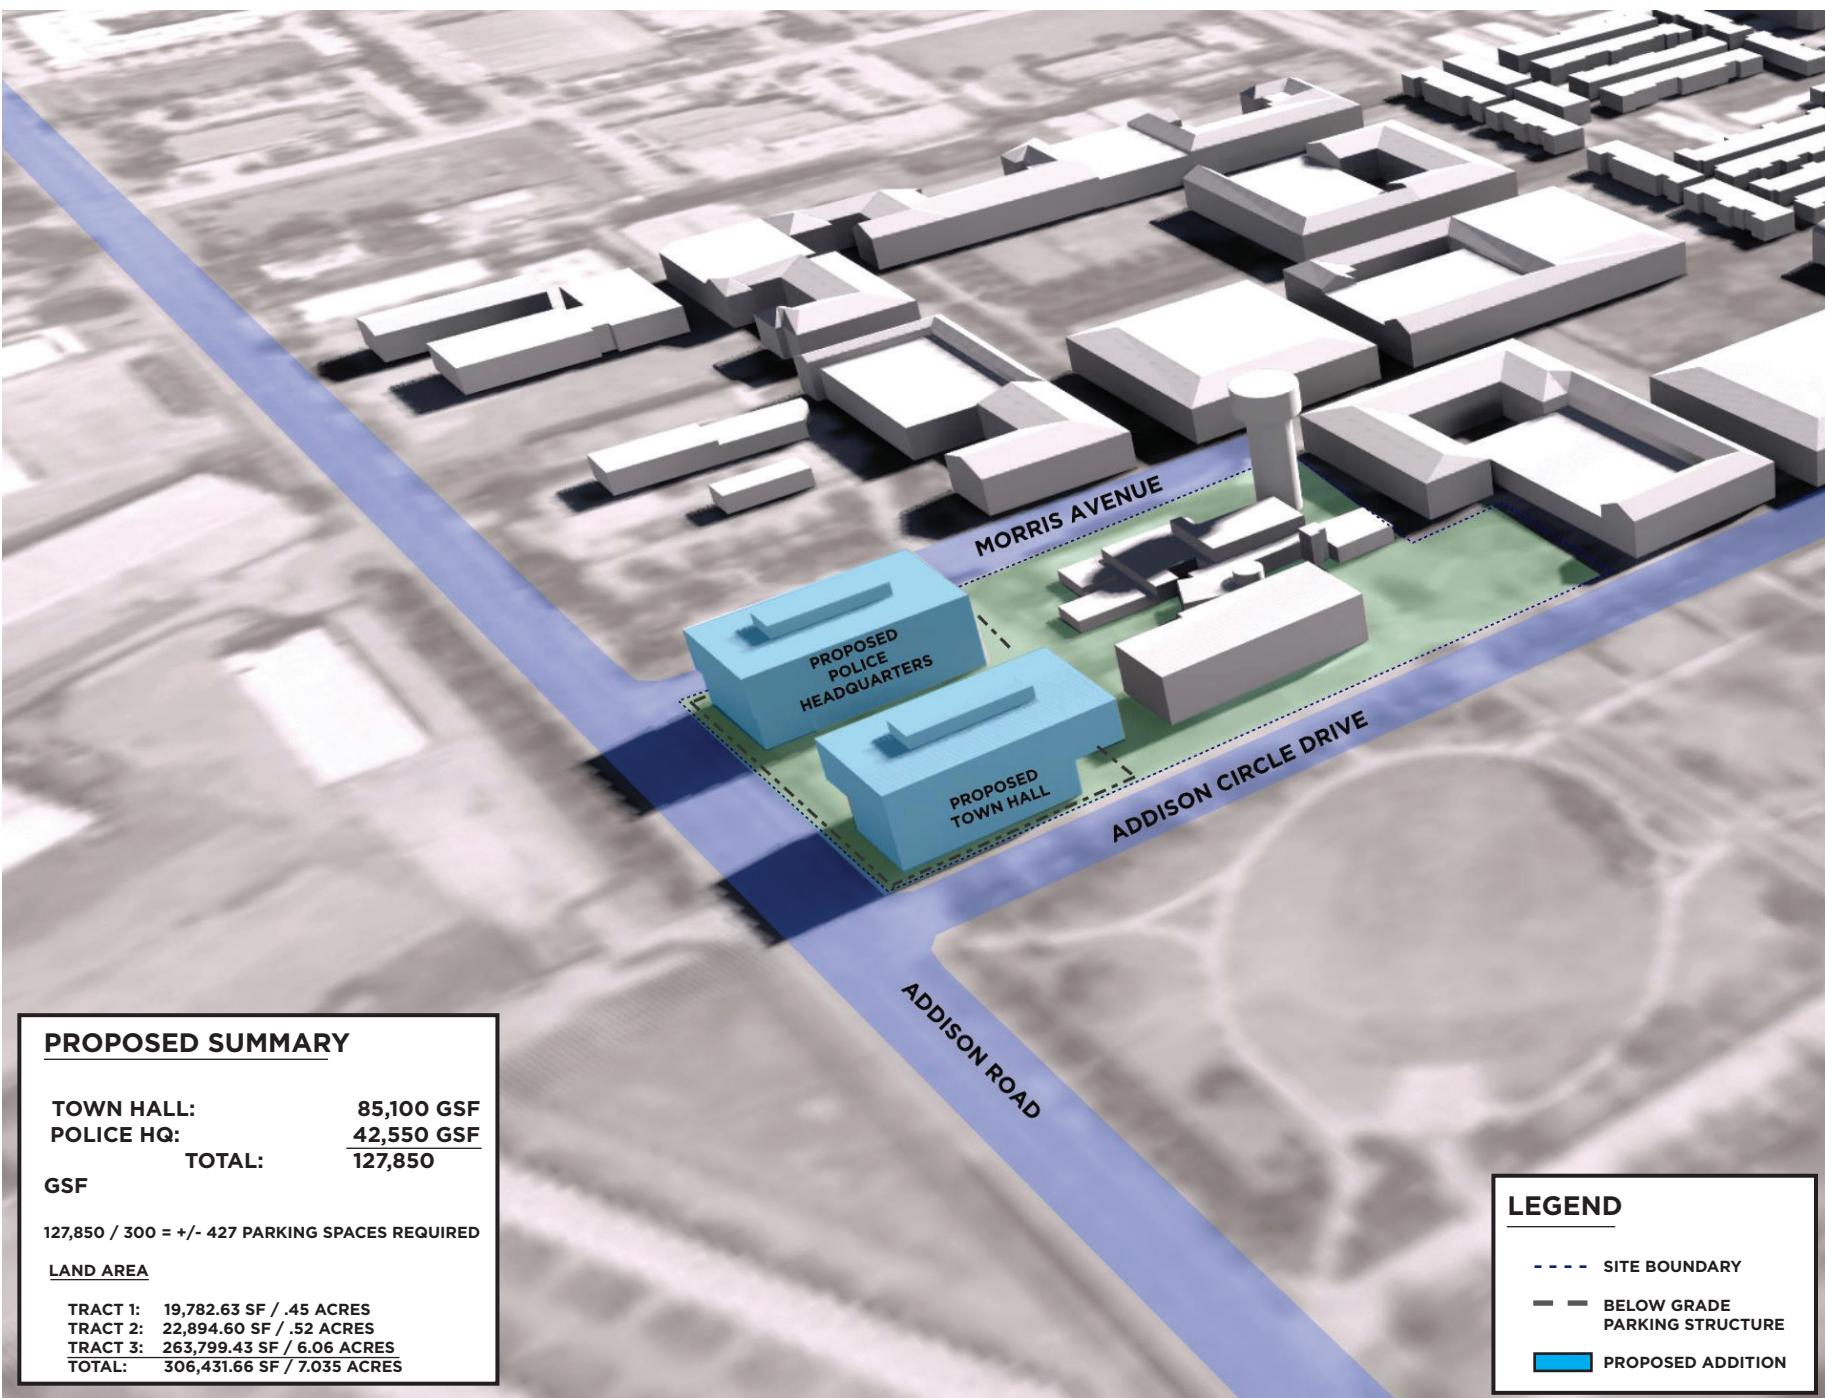 MORRIS AVENUE
PROPOSED
POLICE
HEADQUARTERS
PROPOSED
TOWN HALL
ADDISON CIRCLE DRIVE
ADDISON ROAD
PROPOSED SUMMARY
TOWN HALL: 85,100 GSF
POLICE HQ: 42,550 GSF
TOTAL: 127,850
GSF
127,850 / 300 = +/- 427 PARKING SPACES REQUIRED
LAND AREA
TRACT 1: 19,782.63 SF / .45 ACRES
TRACT 2: 22,894.60 SF / .52 ACRES
TRACT 3: 263,799.43 SF / 6.06 ACRES
TOTAL: 306,431.66 SF / 7.035 ACRES
LEGEND
SITE BOUNDARY
BELOW GRADE
PARKING STRUCTURE
PROPOSED ADDITION